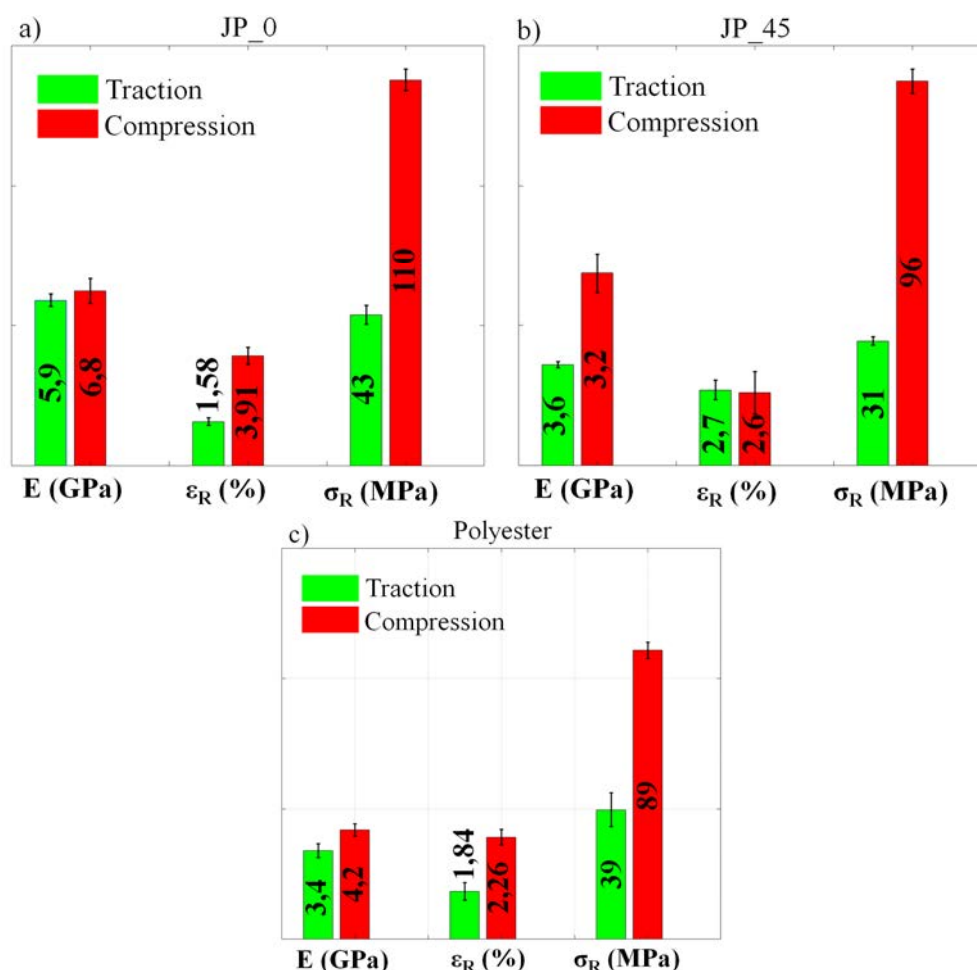 a)
JP_0
Traction
Compression
5,9
6,8
1,58
3,91
43
110
E (GPa)
εR (%)
σR (MPa)
b)
JP_45
Traction
Compression
3,6
3,2
2,7
2,6
31
96
E (GPa)
εR (%)
σR (MPa)
c)
Polyester
Traction
Compression
3,4
4,2
1,84
2,26
39
89
E (GPa)
εR (%)
σR (MPa)